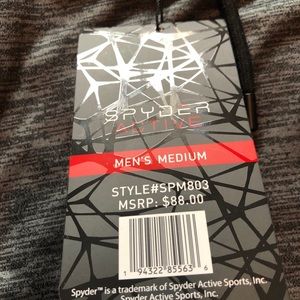 SPYDER
ACTIVE
MEN'S MEDIUM
STYLE#SPM803
MSRP: $88.00
1 94322 85563 6
Spyder™ is a trademark of Spyder Active Sports, Inc.
Spyder Active Sports, Inc.